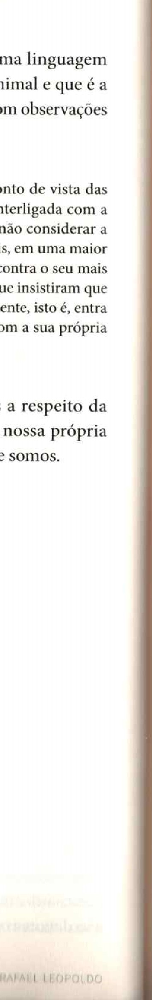 ma linguagem
nimal e que é a
om observações
onto de vista das
nterligada com a
não considerar a
is, em uma maior
contra o seu mais
ue insistiram que
ente, isto é, entra
om a sua própria
s a respeito da
nossa própria
e somos.
RAFAEL LEOPOLDO